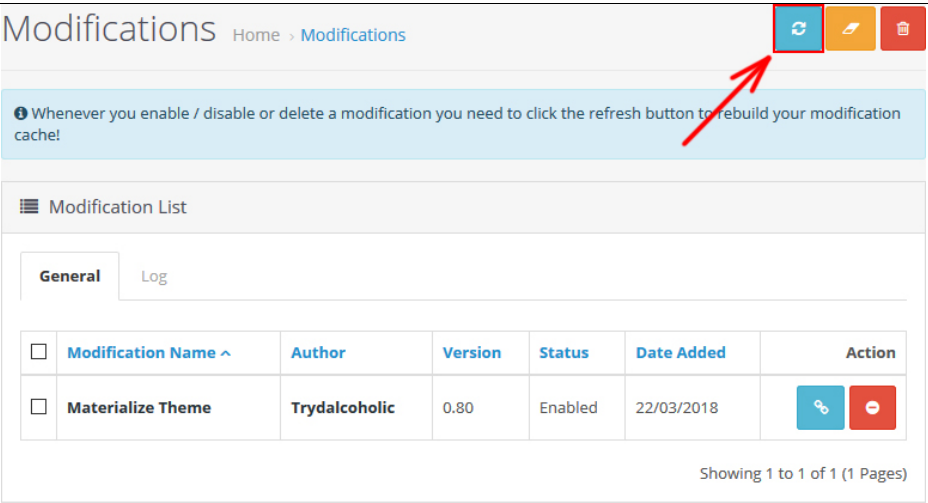 Modifications Home › Modifications
Whenever you enable / disable or delete a modification you need to click the refresh button to rebuild your modification
cache!
Modification List
General Log
Modification Name Author Version Status Date Added Action
Materialize Theme Trydalcoholic 0.80 Enabled 22/03/2018
Showing 1 to 1 of 1 (1 Pages)